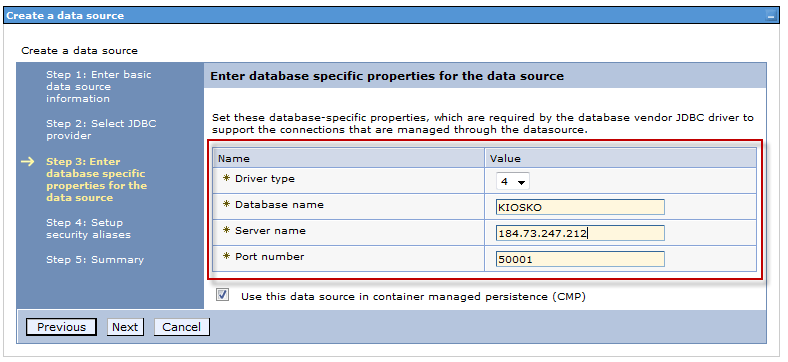 Create a data source
Create a data source
Step 1: Enter basic
data source
information
Step 2: Select JDBC
provider
Step 3: Enter
database specific
properties for the
data source
Step 4: Setup
security aliases
Step 5: Summary
Enter database specific properties for the data source
Set these database-specific properties, which are required by the database vendor JDBC driver to
support the connections that are managed through the datasource.
Name Value
* Driver type 4
* Database name KIOSKO
* Server name 184.73.247.212
* Port number 50001
Use this data source in container managed persistence (CMP)
Previous Next Cancel